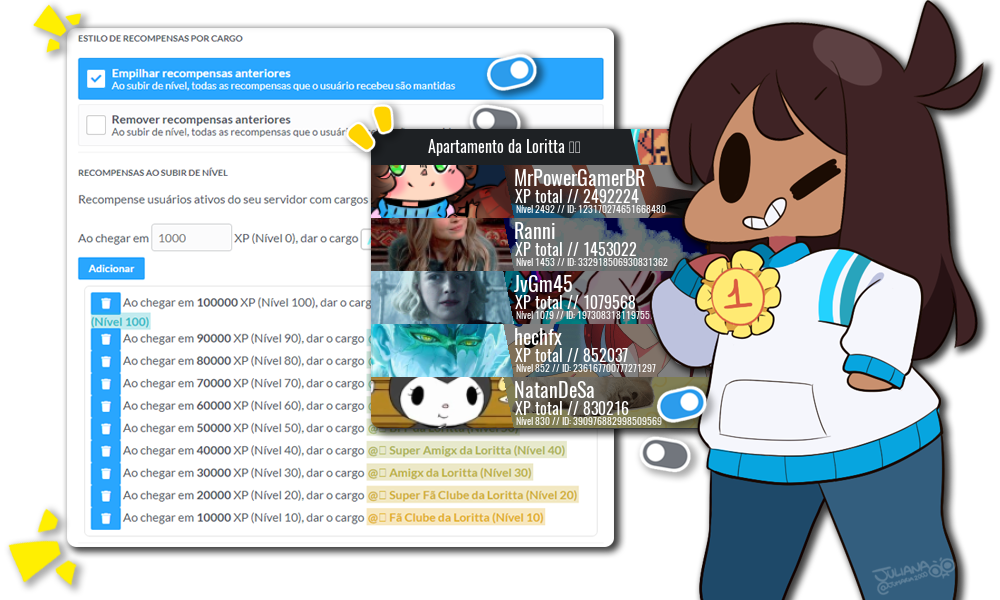 ESTILO DE RECOMPENSAS POR CARGO
Empilhar recompensas anteriores
Ao subir de nível, todas as recompensas que o usuário recebeu são mantidas
Remover recompensas anteriores
Ao subir de nível, todas as recompensas que o usuár
RECOMPENSAS AO SUBIR DE NÍVEL
Recompense usuários ativos do seu servidor com cargos
Ao chegar em 1000 XP (Nível 0), dar o cargo
Adicionar
Ao chegar em 100000 XP (Nível 100), dar o carg
(Nível 100)
Ao chegar em 90000 XP (Nível 90), dar o cargo
Ao chegar em 80000 XP (Nível 80), dar o cargo
Ao chegar em 70000 XP (Nível 70), dar o cargo
Ao chegar em 60000 XP (Nível 60), dar o cargo
Ao chegar em 50000 XP (Nível 50), dar o cargo
Ao chegar em 40000 XP (Nível 40), dar o cargo @ Super Amigx da Loritta (Nível 40)
Ao chegar em 30000 XP (Nível 30), dar o cargo @ Amigx da Loritta (Nível 30)
Ao chegar em 20000 XP (Nível 20), dar o cargo @ Super Fã Clube da Loritta (Nível 20)
Ao chegar em 10000 XP (Nível 10), dar o cargo @ Fã Clube da Loritta (Nível 10)
Apartamento da Loritta
MrPowerGamerBR
XP total // 2492224
Nível 2492 // ID: 123170274651668480
Ranni
XP total // 1453022
Nível 1453 // ID: 332918506930831362
JvGm45
XP total // 1079568
Nível 1079 // ID: 197308318119755
hechfx
XP total // 852037
Nível 852 // ID: 236167700777271297
NatanDeSa
XP total // 830216
Nível 830 // ID: 390976882998509569
1
JULIANA